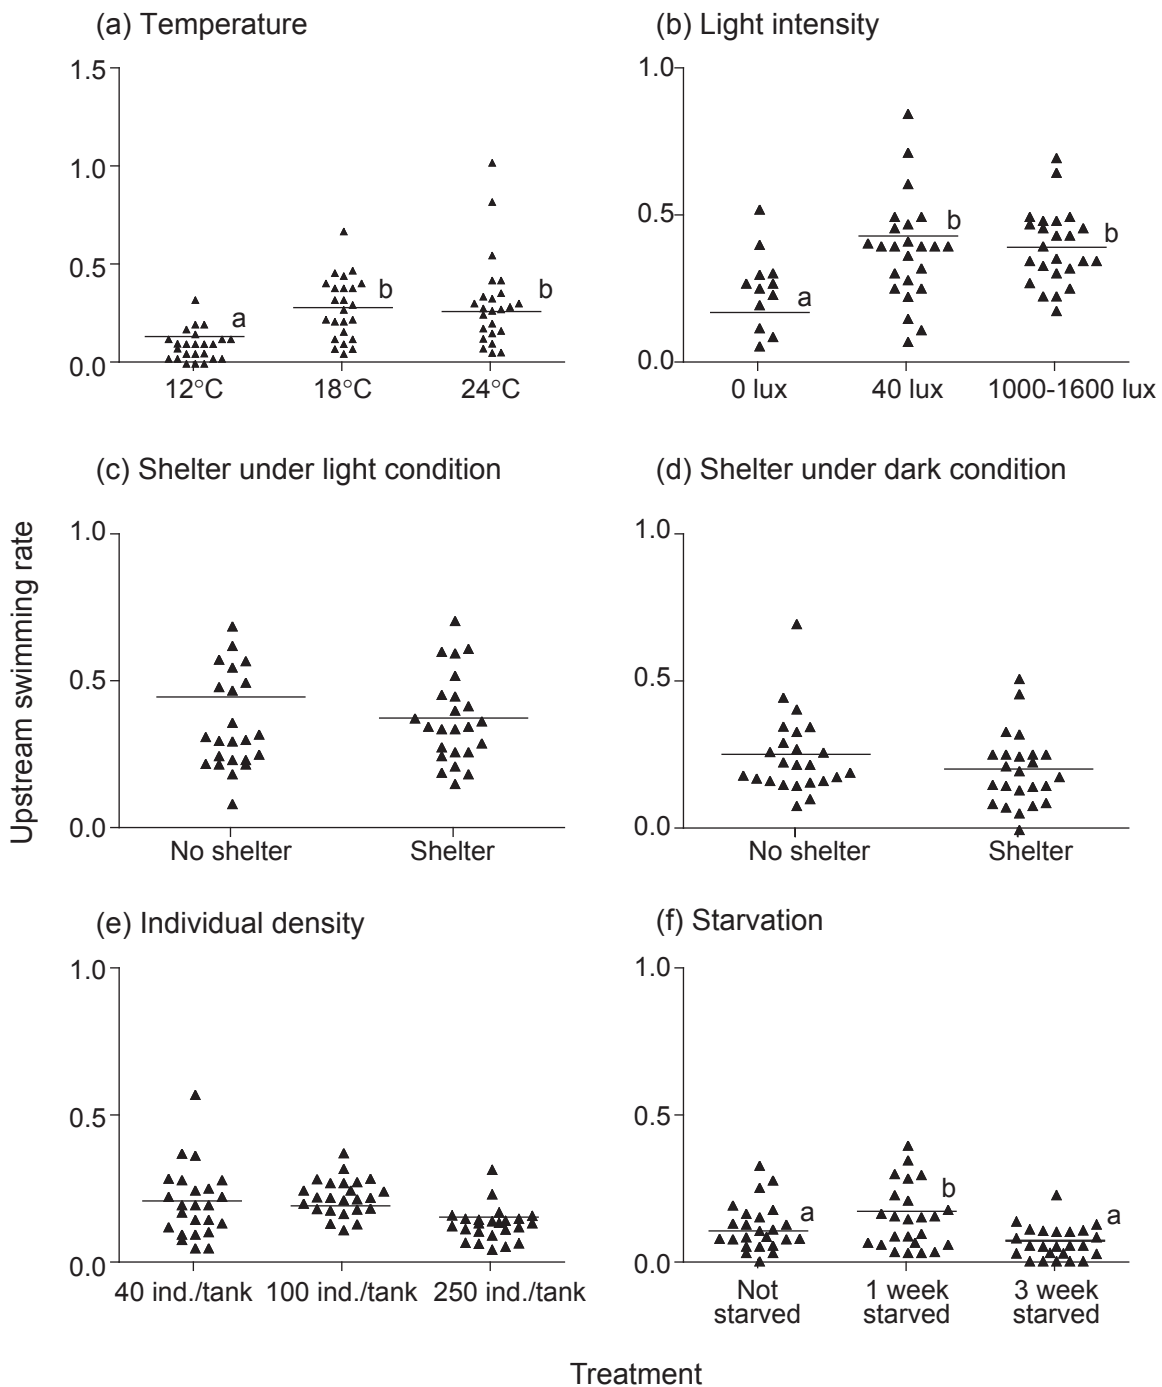 (a) Temperature
1.5
1.0
0.5
0.0
a
b
b
12°C
18°C
24°C
(b) Light intensity
1.0
0.5
0.0
a
b
b
0 lux
40 lux
1000-1600 lux
Upstream swimming rate
(c) Shelter under light condition
1.0
0.5
0.0
No shelter
Shelter
(d) Shelter under dark condition
1.0
0.5
0.0
No shelter
Shelter
(e) Individual density
1.0
0.5
0.0
40 ind./tank
100 ind./tank
250 ind./tank
(f) Starvation
1.0
0.5
0.0
a
b
a
Not
starved
1 week
starved
3 week
starved
Treatment